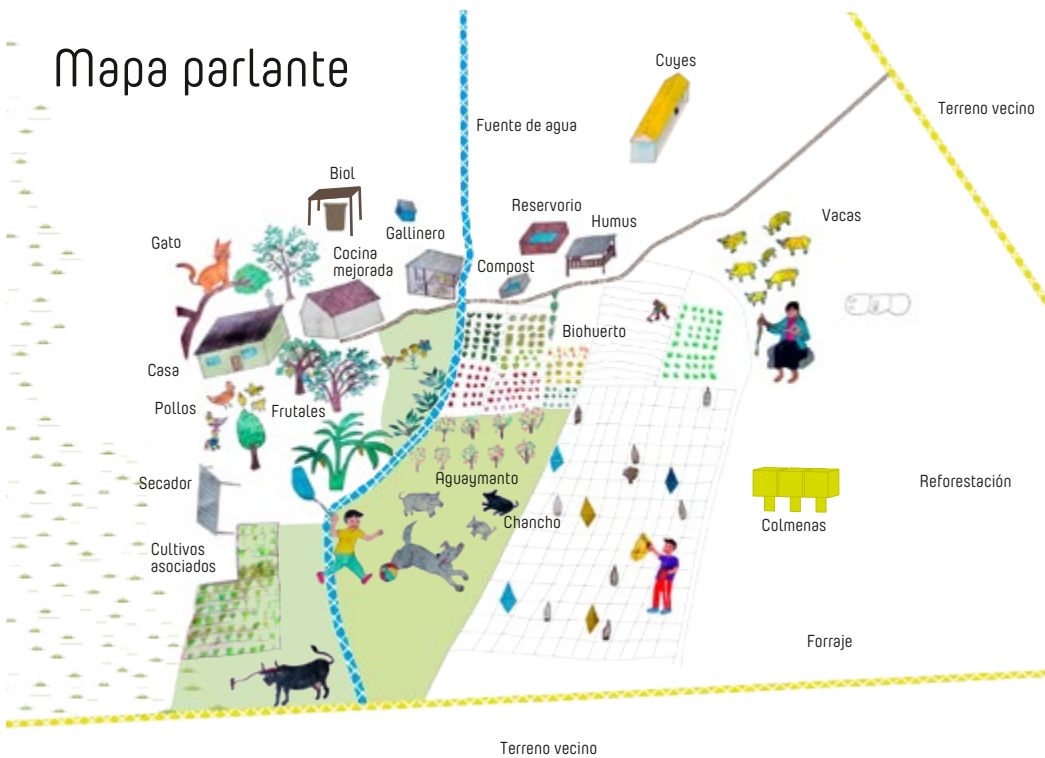 Mapa parlante
Cuyes
Terreno vecino
Fuente de agua
Biol
Reservorio
Humus
Vacas
Gallinero
Gato
Cocina
mejorada
Compost
Biohuerto
Casa
Pollos
Frutales
Aguaymanto
Secador
Chancho
Colmenas
Reforestación
Cultivos
asociados
Forraje
Terreno vecino